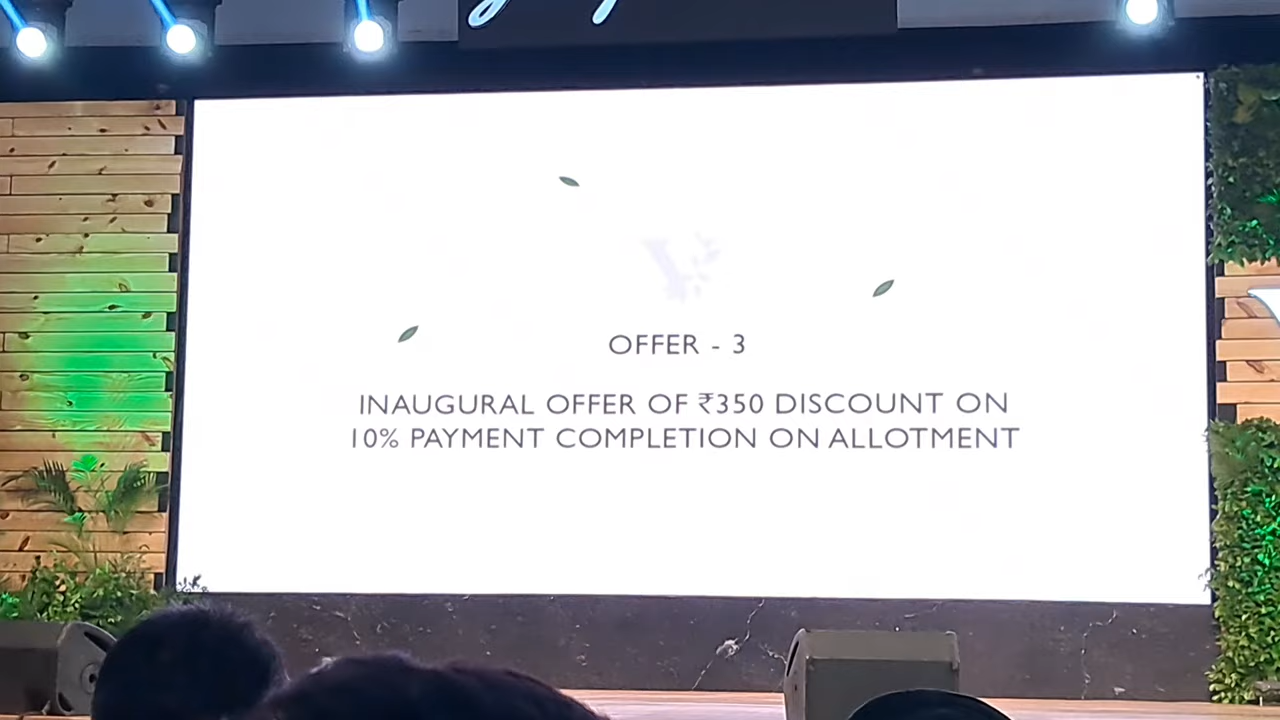 OFFER - 3
INAUGURAL OFFER OF ₹350 DISCOUNT ON
10% PAYMENT COMPLETION ON ALLOTMENT